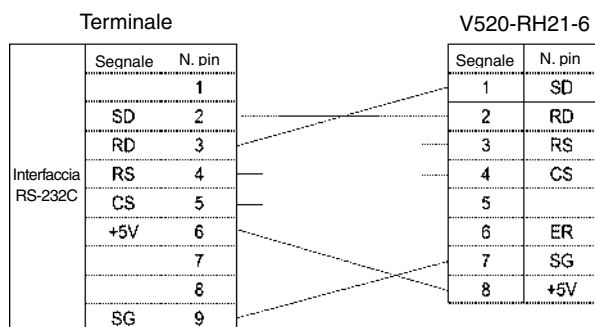 Terminale V520-RH21-6
Segnale N. pin Segnale N. pin
1 1 SD
SD 2 2 RD
RD 3 3 RS
RS 4 4 CS
Interfaccia
RS-232C
CS 5 5
+5V 6 6 ER
7 7 SG
8 8 +5V
SG 9